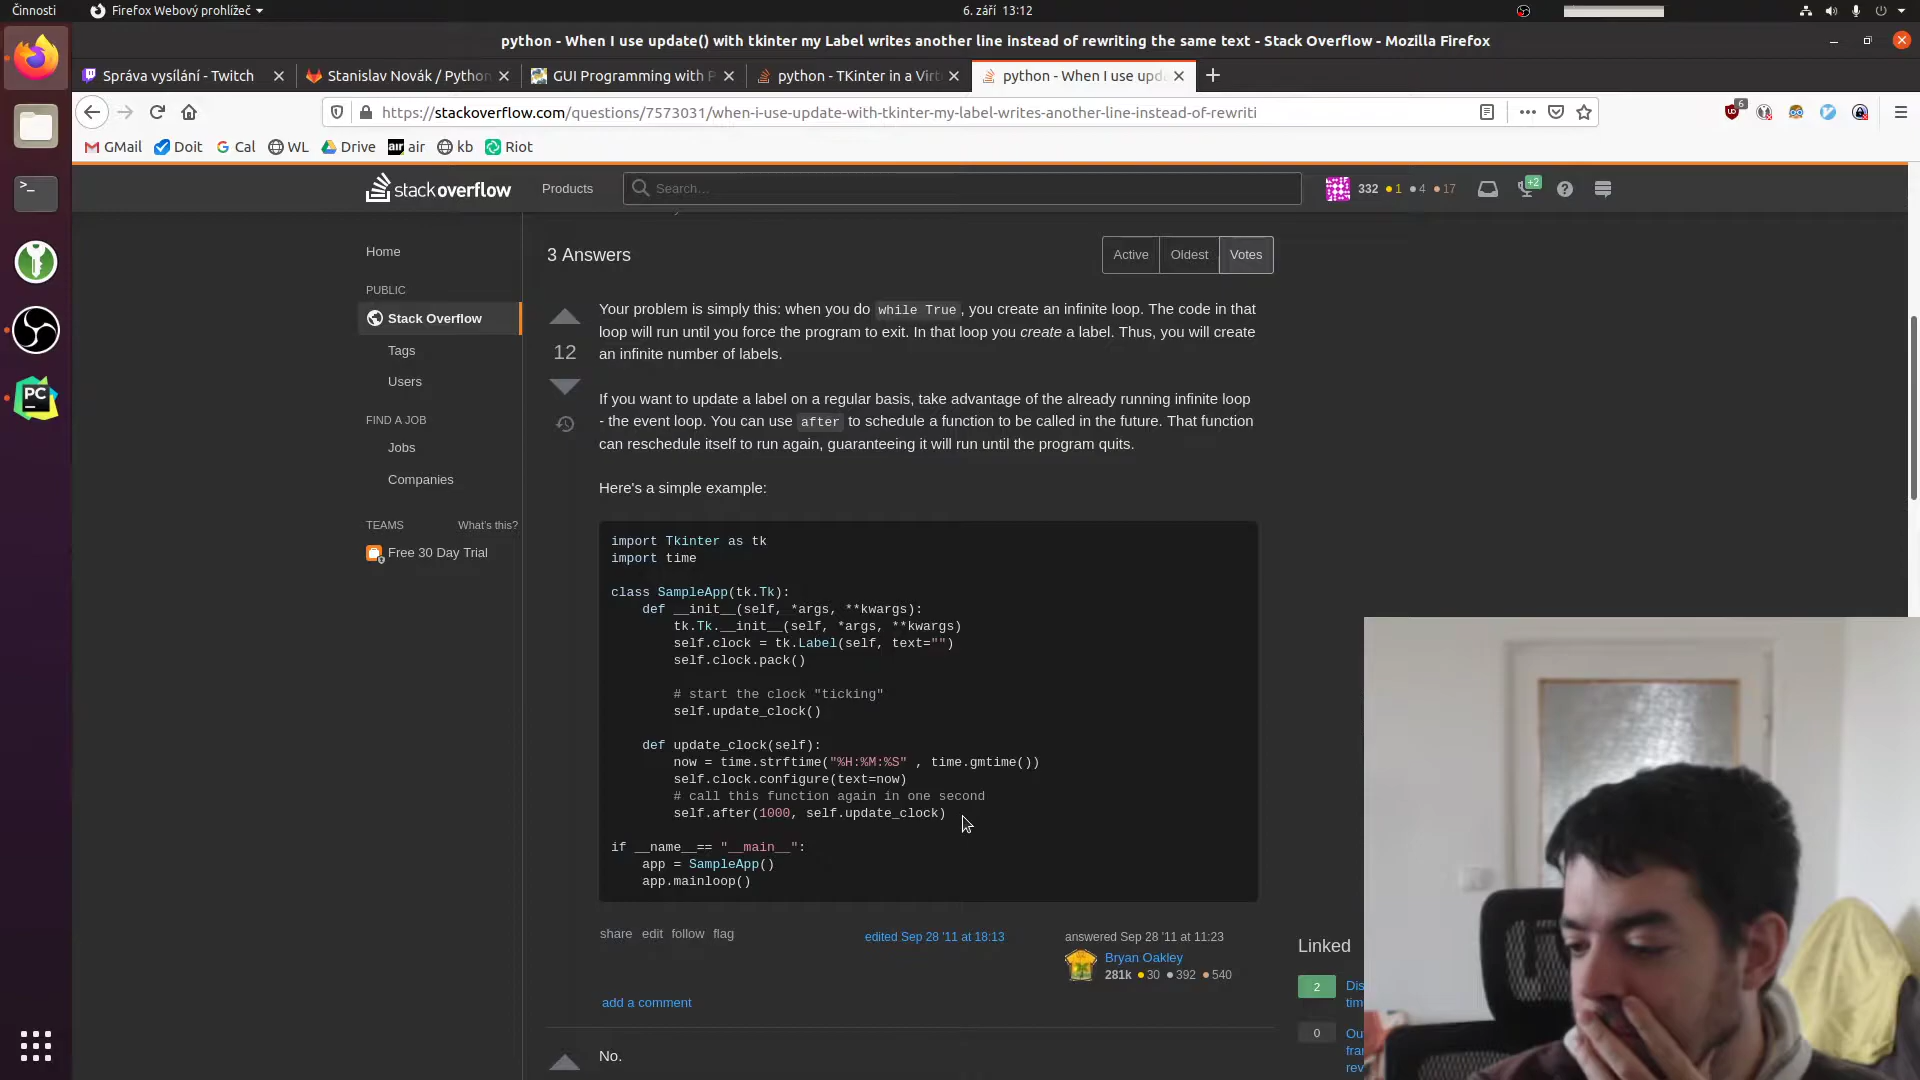 Činnosti
Firefox Webový prohlížeč
6. září 13:12
python - When I use update() with tkinter my Label writes another line instead of rewriting the same text - Stack Overflow - Mozilla Firefox
Správa vysílání - Twitch
Stanislav Novák / Python
GUI Programming with P
python - TKinter in a Virt
python - When I use upd
https://stackoverflow.com/questions/7573031/when-i-use-update-with-tkinter-my-label-writes-another-line-instead-of-rewriti
6
GMail
Doit
Cal
WL
Drive
air
air
kb
Riot
stackoverflow
Products
Search...
332
1
4
17
+2
Home
PUBLIC
Stack Overflow
Tags
Users
FIND A JOB
Jobs
Companies
TEAMS
What's this?
Free 30 Day Trial
3 Answers
Active
Oldest
Votes
12
Your problem is simply this: when you do while True, you create an infinite loop. The code in that
loop will run until you force the program to exit. In that loop you create a label. Thus, you will create
an infinite number of labels.
If you want to update a label on a regular basis, take advantage of the already running infinite loop
- the event loop. You can use after to schedule a function to be called in the future. That function
can reschedule itself to run again, guaranteeing it will run until the program quits.
Here's a simple example:
import Tkinter as tk
import time
class SampleApp(tk.Tk):
    def __init__(self, *args, **kwargs):
        tk.Tk.__init__(self, *args, **kwargs)
        self.clock = tk.Label(self, text="")
        self.clock.pack()
        # start the clock "ticking"
        self.update_clock()
    def update_clock(self):
        now = time.strftime("%H:%M:%S" , time.gmtime())
        self.clock.configure(text=now)
        # call this function again in one second
        self.after(1000, self.update_clock)
if __name__== "__main__":
    app = SampleApp()
    app.mainloop()
share
edit
follow
flag
edited Sep 28 '11 at 18:13
answered Sep 28 '11 at 11:23
Bryan Oakley
281k
30
392
540
add a comment
No.
Linked
2
Dis
tim
0
Ou
frar
rev
PC